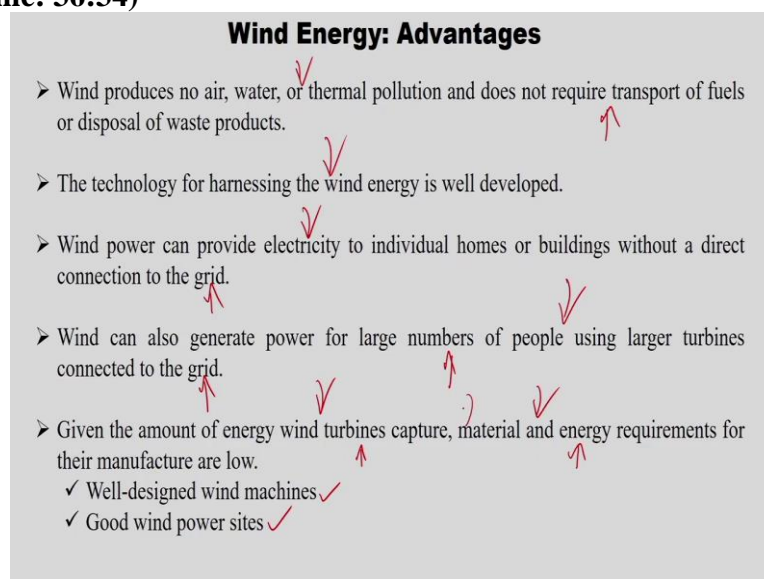 Wind Energy: Advantages
➢ Wind produces no air, water, or thermal pollution and does not require transport of fuels
or disposal of waste products.
➢ The technology for harnessing the wind energy is well developed.
➢ Wind power can provide electricity to individual homes or buildings without a direct
connection to the grid.
➢ Wind can also generate power for large numbers of people using larger turbines
connected to the grid.
➢ Given the amount of energy wind turbines capture, material and energy requirements for
their manufacture are low.
✓ Well-designed wind machines
✓ Good wind power sites